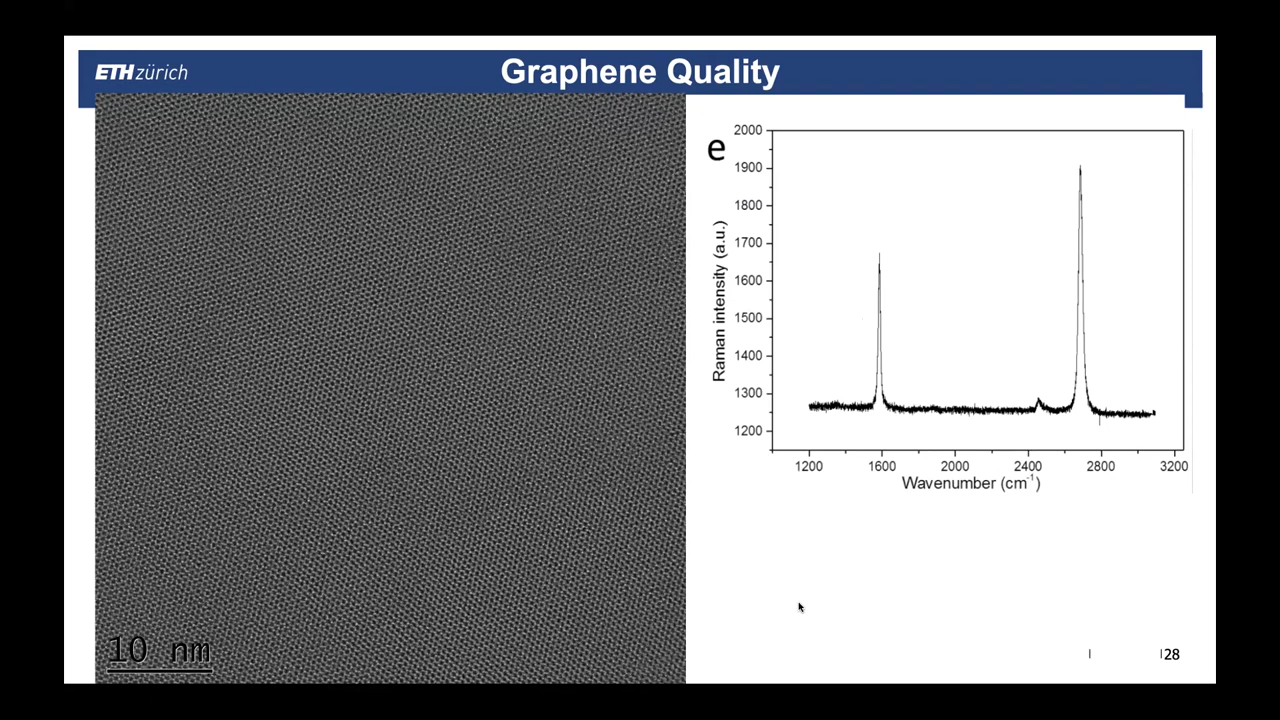 ETH zürich
Graphene Quality
e
2000
1900
1800
1700
1600
1500
1400
1300
1200
Raman intensity (a.u.)
1200 1600 2000 2400 2800 3200
Wavenumber (cm⁻¹)
10 nm
28